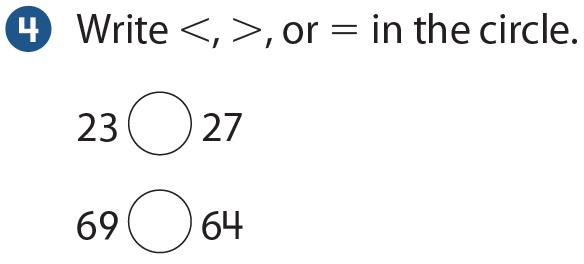 4 Write <, >, or = in the circle.
23 27
69 64